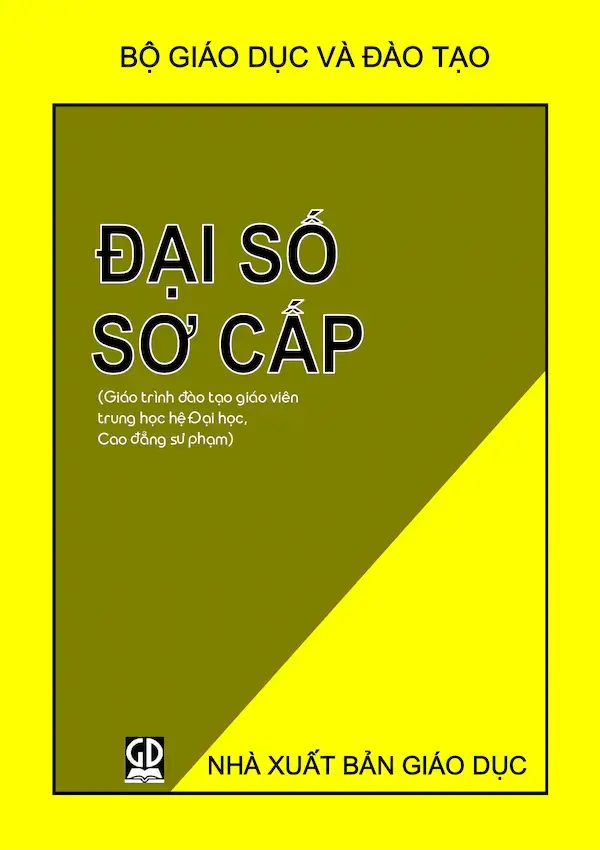 BỘ GIÁO DỤC VÀ ĐÀO TẠO
ĐẠI SỐ
SƠ CẤP
(Giáo trình đào tạo giáo viên
trung học hệ Đại học,
Cao đẳng sư phạm)
GD
NHÀ XUẤT BẢN GIÁO DỤC